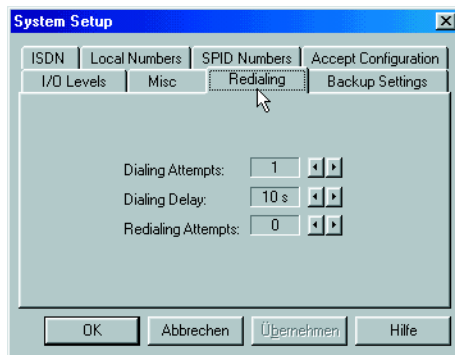 System Setup
ISDN Local Numbers SPID Numbers Accept Configuration
I/O Levels Misc Redialing Backup Settings
Dialing Attempts: 1
Dialing Delay: 10 s
Redialing Attempts: 0
OK Abbrechen Übernehmen Hilfe